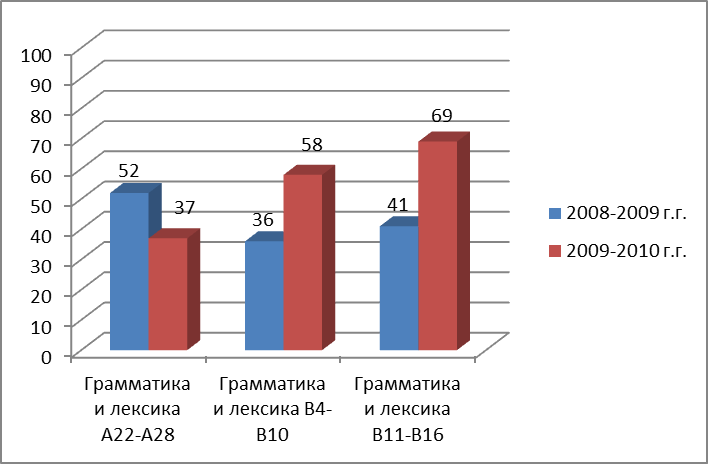 100
90
80
70
60
50
40
30
20
10
0
52
37
36
58
41
69
Грамматика
и лексика
А22-А28
Грамматика
и лексика В4-
В10
Грамматика
и лексика
В11-В16
2008-2009 г.г.
2009-2010 г.г.